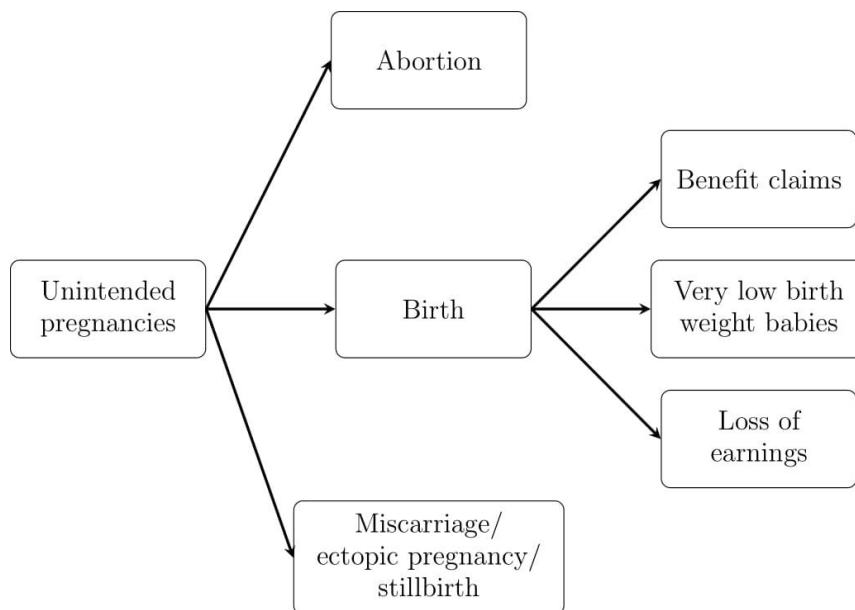 Abortion
Benefit claims
Unintended
pregnancies
Birth
Very low birth
weight babies
Loss of
earnings
Miscarriage/
ectopic pregnancy/
stillbirth